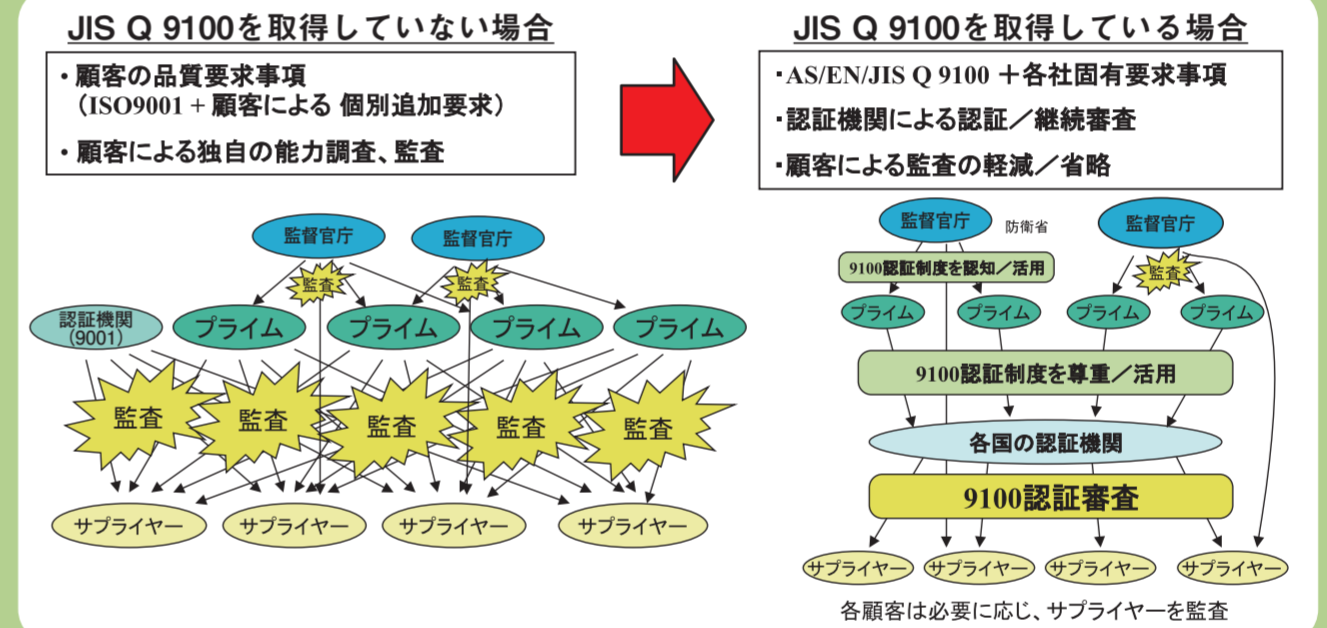 JIS Q 9100を取得していない場合
・顧客の品質要求事項
（ISO9001 + 顧客による 個別追加要求）
・顧客による独自の能力調査、監査
監督官庁
監督官庁
監査
監査
認証機関
(9001)
プライム
プライム
プライム
プライム
監査
監査
監査
監査
監査
サプライヤー
サプライヤー
サプライヤー
サプライヤー
JIS Q 9100を取得している場合
・AS/EN/JIS Q 9100 ＋各社固有要求事項
・認証機関による認証／継続審査
・顧客による監査の軽減／省略
監督官庁
防衛省
監督官庁
9100認証制度を認知／活用
監査
プライム
プライム
プライム
プライム
9100認証制度を尊重／活用
各国の認証機関
9100認証審査
サプライヤー
サプライヤー
サプライヤー
サプライヤー
各顧客は必要に応じ、サプライヤーを監査